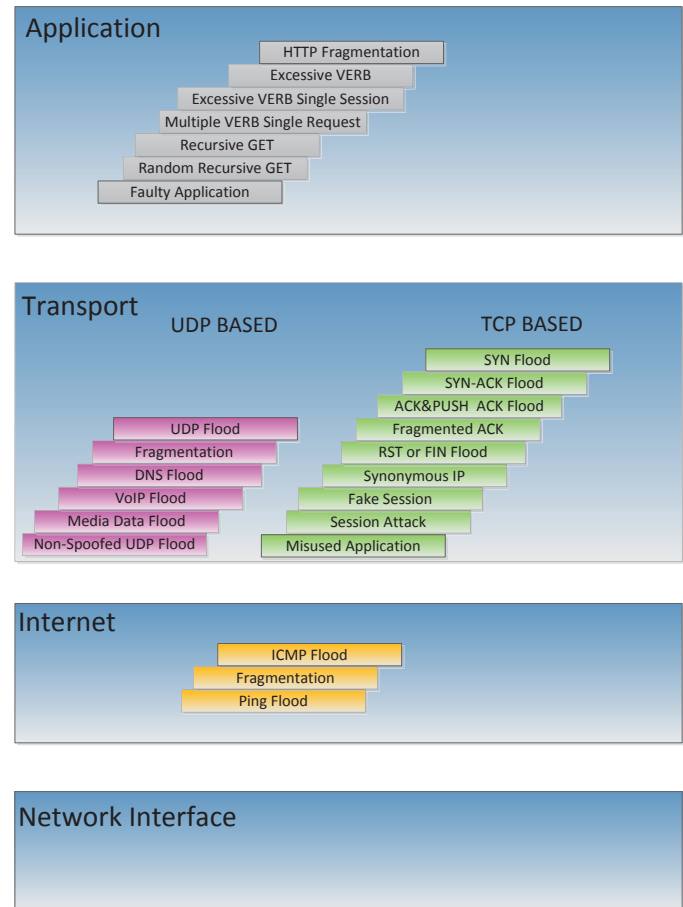 Application
HTTP Fragmentation
Excessive VERB
Excessive VERB Single Session
Multiple VERB Single Request
Recursive GET
Random Recursive GET
Faulty Application
Transport
UDP BASED
UDP Flood
Fragmentation
DNS Flood
VoIP Flood
Media Data Flood
Non-Spoofed UDP Flood
TCP BASED
SYN Flood
SYN-ACK Flood
ACK&PUSH ACK Flood
Fragmented ACK
RST or FIN Flood
Synonymous IP
Fake Session
Session Attack
Misused Application
Internet
ICMP Flood
Fragmentation
Ping Flood
Network Interface